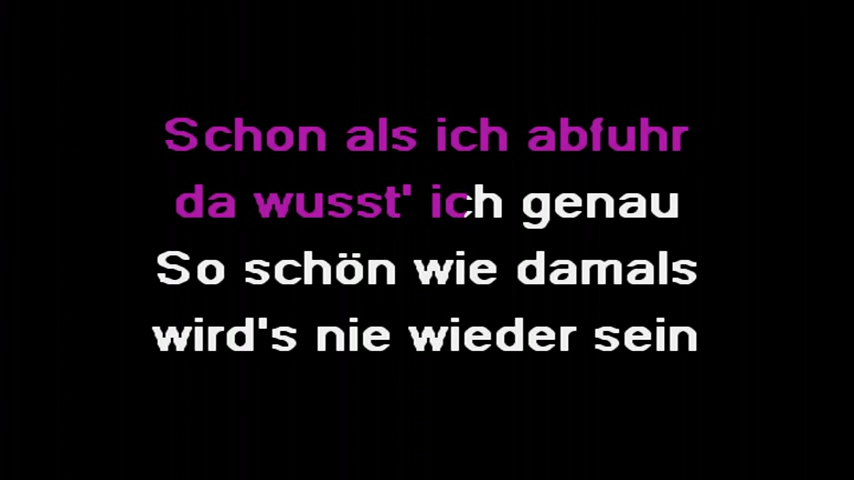 Schon als ich abfuhr
da wusst' ich genau
So schön wie damals
wird's nie wieder sein